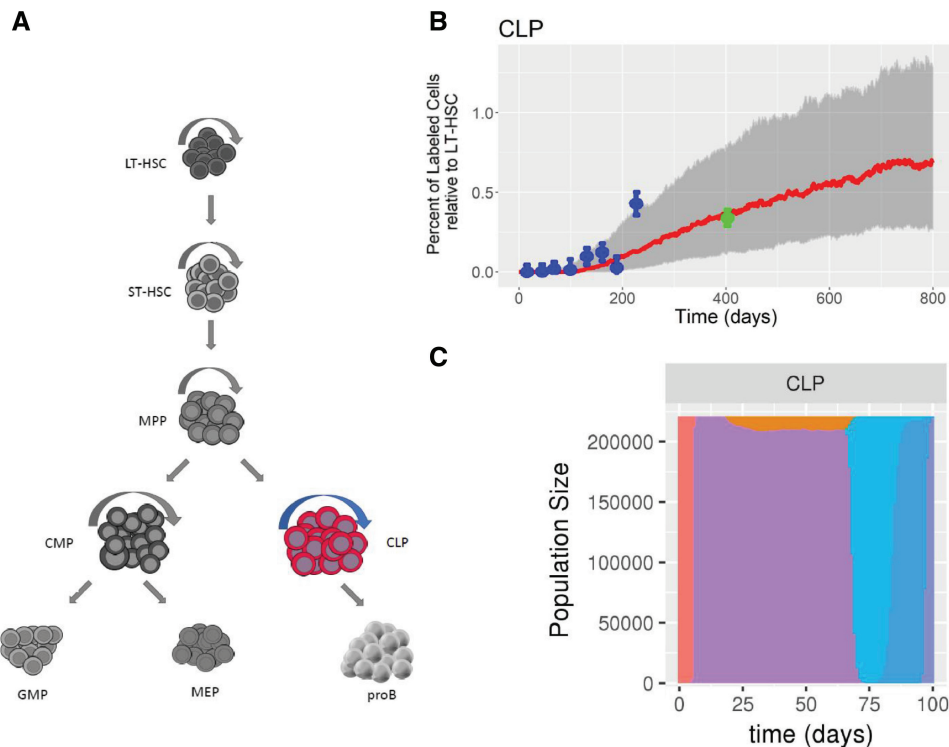 A
LT-HSC
ST-HSC
MPP
CMP
CLP
GMP
MEP
proB
B
CLP
Percent of Labeled Cells
relative to LT-HSC
1.0
0.5
0.0
0
200
400
600
800
Time (days)
C
CLP
Population Size
200000
150000
100000
50000
0
0
25
50
75
100
time (days)